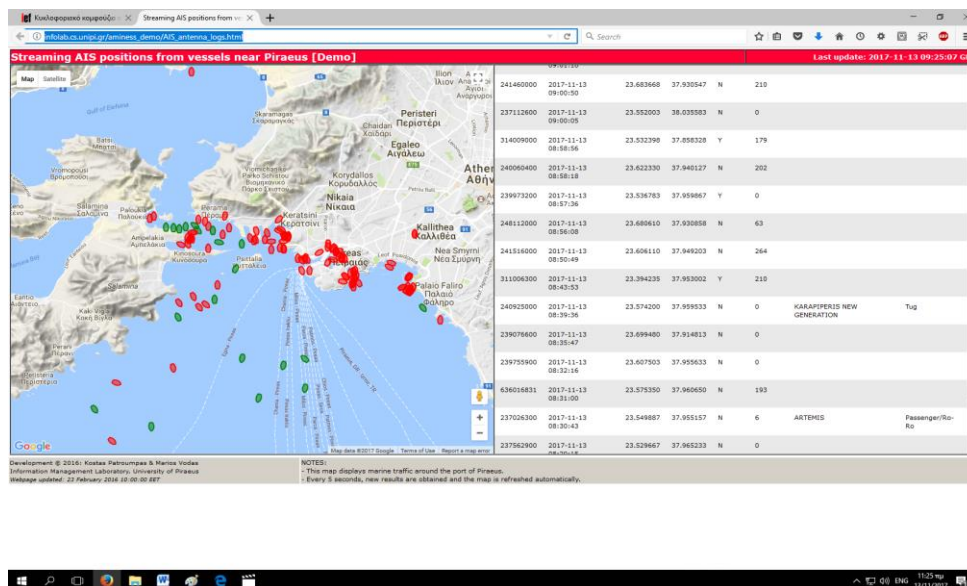 Κυκλοφοριακό κομφούζιο
Streaming AIS positions from ve
infolab.cs.unipi.gr/aminess_demo/AIS_antenna_logs.html
Search
Streaming AIS positions from vessels near Piraeus [Demo]
Last update: 2017-11-13 09:25:07 G
Map Satellite
Gulf of Elefsina
Skaramagas
Σκαραμαγκάς
Chaidari
Χαϊδάρι
Peristeri
Περιστέρι
Egaleo
Αιγάλεω
Korydallos
Κορυδαλλός
Nikaia
Νίκαια
Keratsini
Κερατσίνι
Kallithea
Καλλιθέα
Nea Smyrni
Νέα Σμύρνη
Palaio Faliro
Παλαιό
Φάληρο
Salamina
Σαλαμίνα
Ampelakia
Αμπελάκια
Psittalia
Salamina
Kaki Vigla
Κακή Βίγλα
Google
Map data ©2017 Google Terms of Use Report a map error
241460000 2017-11-13 23.683668 37.930547 N 210
09:00:50
237112600 2017-11-13 23.552003 38.035583 N 0
09:00:05
314009000 2017-11-13 23.532398 37.858328 Y 179
08:58:56
240060400 2017-11-13 23.622330 37.940127 N 202
08:58:18
239973200 2017-11-13 23.536783 37.959867 Y 0
08:57:36
248112000 2017-11-13 23.680610 37.930858 N 63
08:56:08
241516000 2017-11-13 23.606110 37.949203 N 264
08:50:49
311006300 2017-11-13 23.394235 37.953002 Y 210
08:43:53
240925000 2017-11-13 23.574200 37.959533 N 0 KARAPIPERIS NEW Tug
08:39:36 GENERATION
239076600 2017-11-13 23.699480 37.914813 N 0
08:35:47
239755900 2017-11-13 23.607503 37.955633 N 0
08:32:16
636016831 2017-11-13 23.575350 37.960650 N 193
08:31:00
237026300 2017-11-13 23.549887 37.955157 N 6 ARTEMIS Passenger/Ro-
08:30:43 Ro
237562900 2017-11-13 23.529667 37.965233 N 0
Development © 2016: Kostas Patroumpas & Marios Vodas
Information Management Laboratory, University of Piraeus
Webpage updated: 23 February 2016 10:00:00 EET
NOTES:
- This map displays marine traffic around the port of Piraeus.
- Every 5 seconds, new results are obtained and the map is refreshed automatically.
ENG
11:25 πμ
13/11/2017